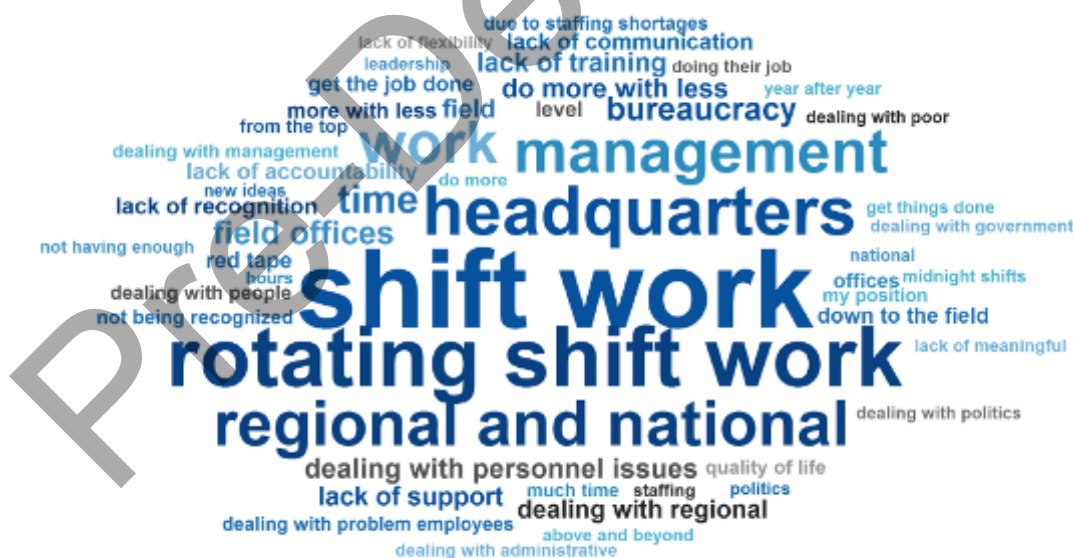 due to staffing shortages
lack of flexibility lack of communication
leadership lack of training doing their job
get the job done do more with less year after year
more with less field level bureaucracy dealing with poor
from the top
work management
dealing with management
lack of accountability do more
new ideas
lack of recognition time headquarters get things done
field offices dealing with government
not having enough red tape national
hours shift work offices midnight shifts
dealing with people my position
not being recognized down to the field
rotating shift work lack of meaningful
regional and national dealing with politics
dealing with personnel issues quality of life
lack of support much time staffing politics
dealing with problem employees dealing with regional
above and beyond
dealing with administrative
Pre-De